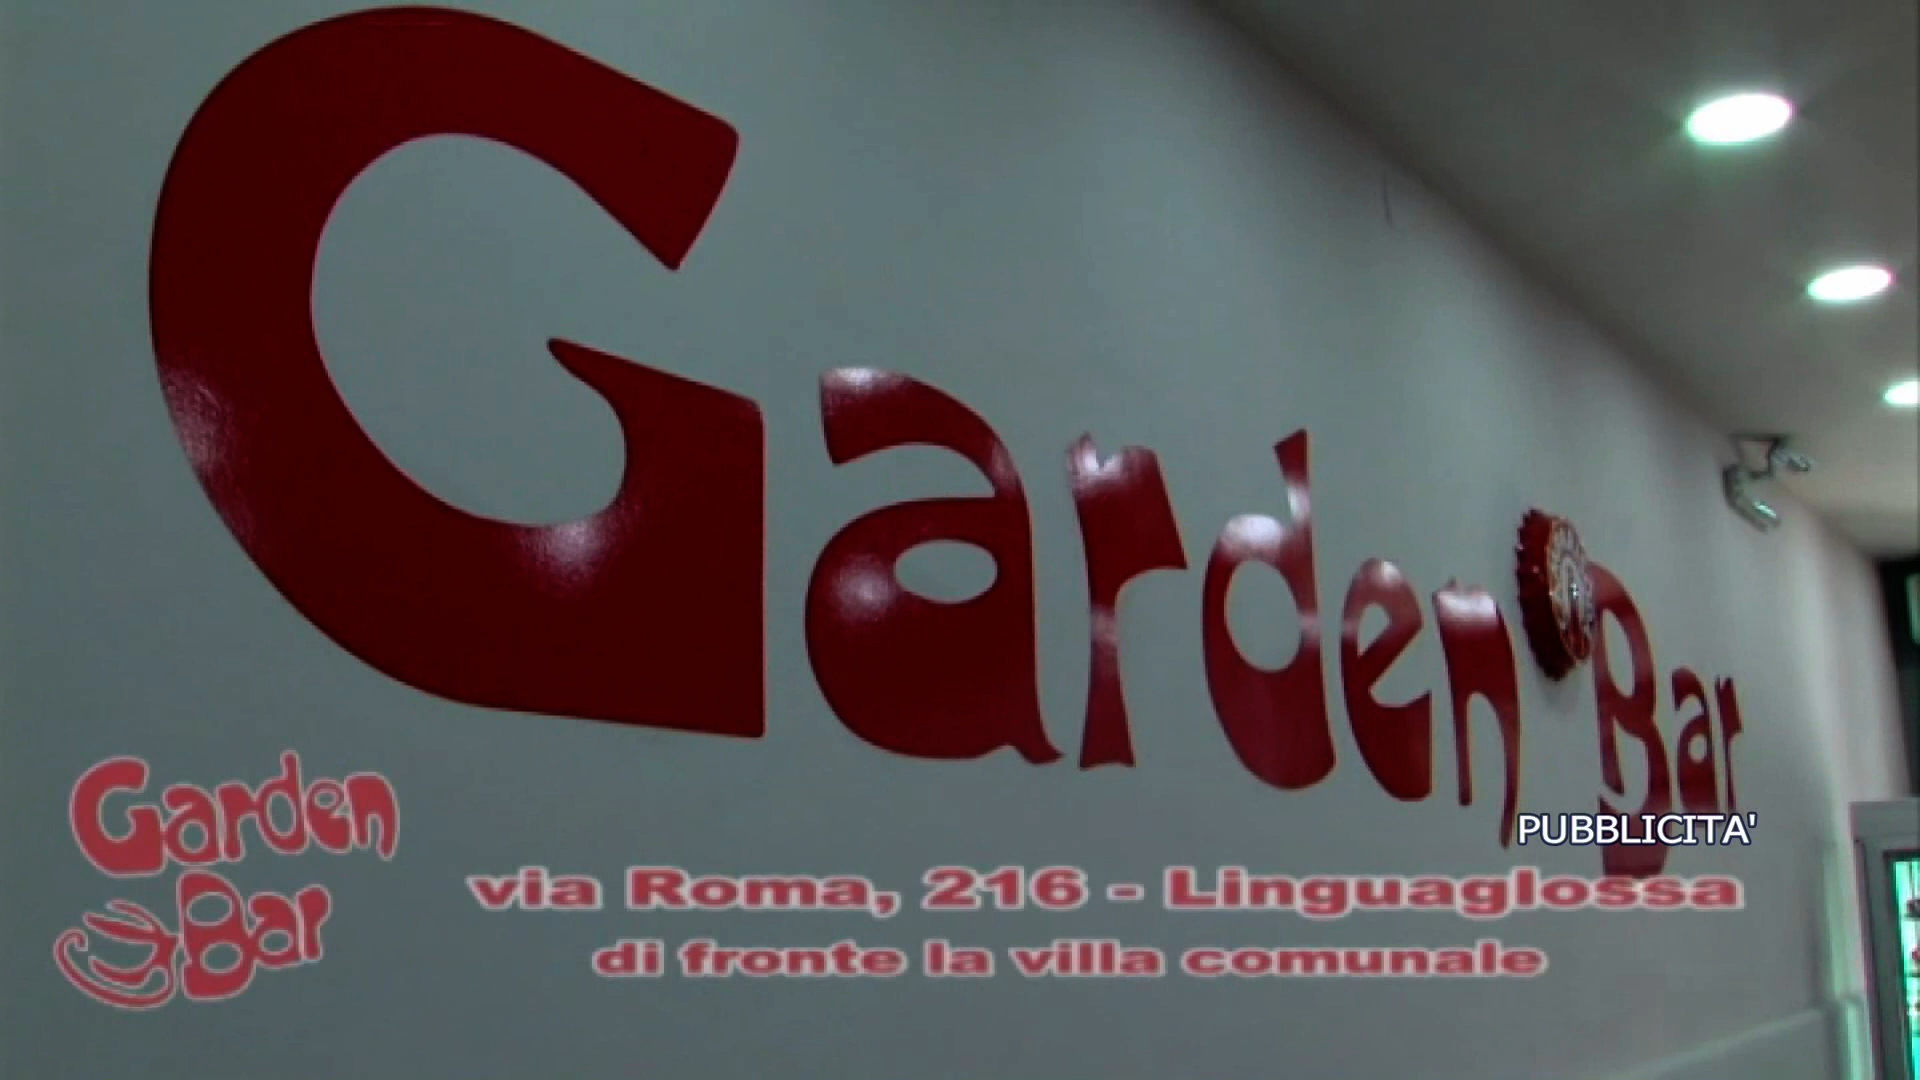 Garden Bar
Garden
Bar
PUBBLICITA'
via Roma, 216 - Linguaglossa
di fronte la villa comunale